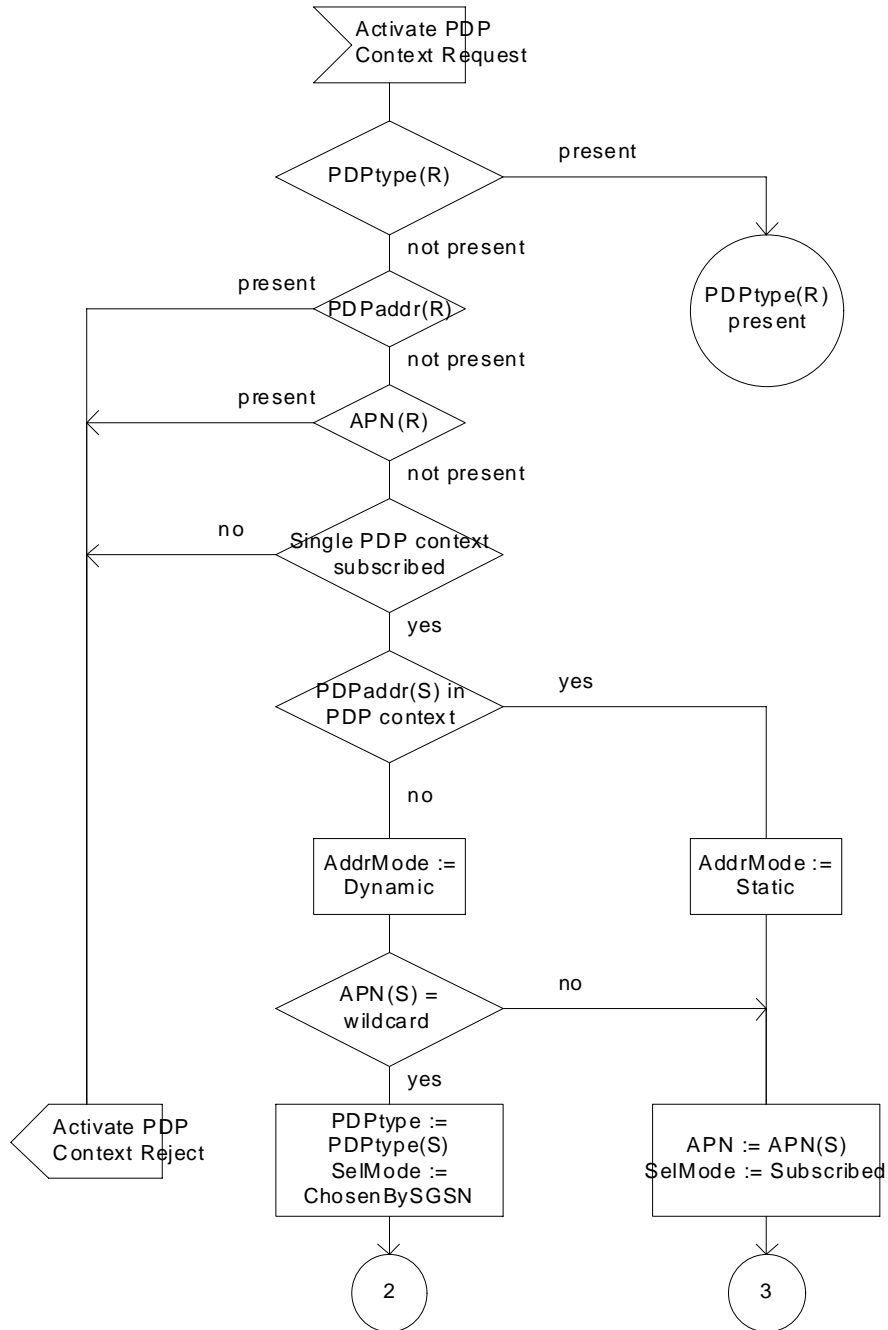 Activate PDP
Context Request
PDPtype(R)
present
not present
PDPtype(R)
present
present
PDPaddr(R)
not present
present
APN(R)
not present
no
Single PDP context
subscribed
yes
PDPaddr(S) in
PDP context
yes
no
AddrMode :=
Dynamic
AddrMode :=
Static
APN(S) =
wildcard
no
yes
Activate PDP
Context Reject
PDPtype :=
PDPtype(S)
SelMode :=
ChosenBySGSN
APN := APN(S)
SelMode := Subscribed
2
3